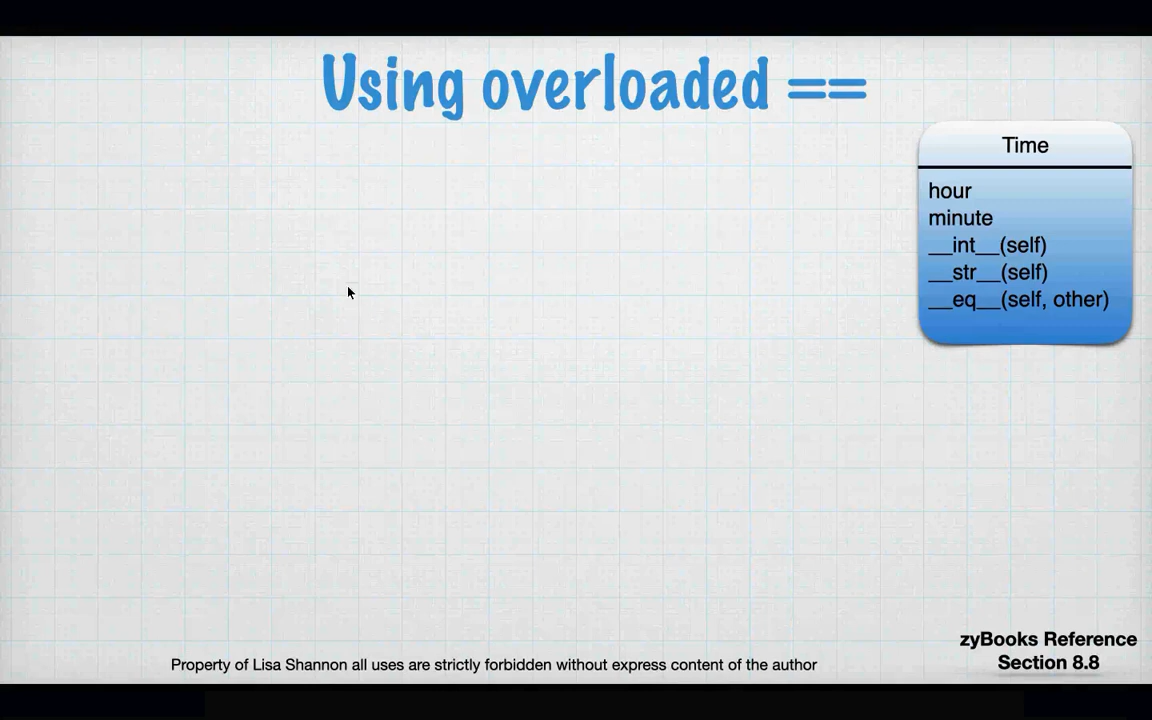 Using overloaded ==
Time
hour
minute
__int__(self)
__str__(self)
__eq__(self, other)
zyBooks Reference
Section 8.8
Property of Lisa Shannon all uses are strictly forbidden without express content of the author